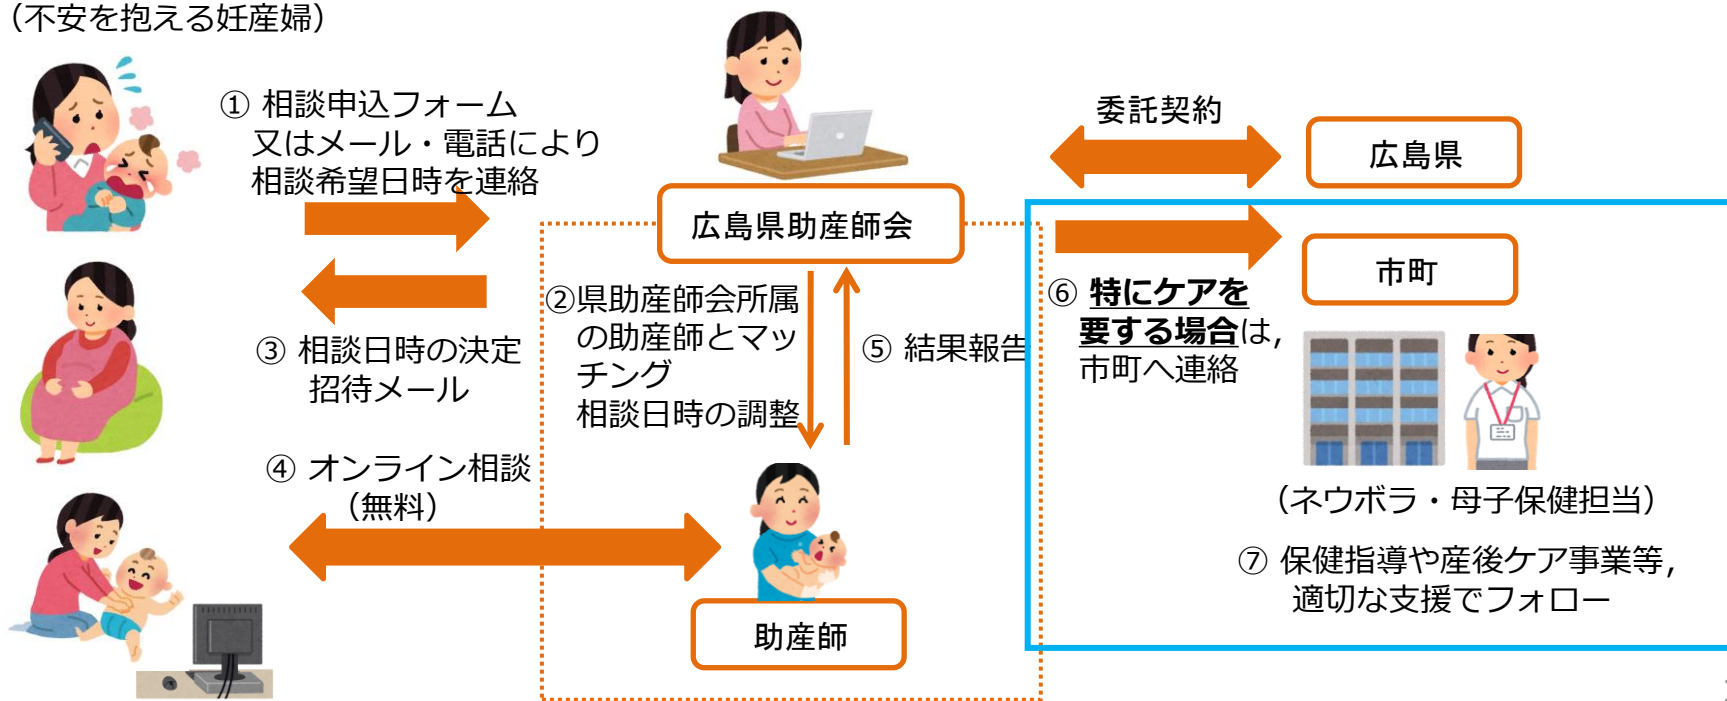 （不安を抱える妊産婦）
① 相談申込フォーム
又はメール・電話により
相談希望日時を連絡
委託契約
広島県
広島県助産師会
市町
②県助産師会所属
の助産師とマッ
チング
相談日時の調整
③ 相談日時の決定
招待メール
④ オンライン相談
（無料）
⑤ 結果報告
⑥ 特にケアを
要する場合は，
市町へ連絡
（ネウボラ・母子保健担当）
⑦ 保健指導や産後ケア事業等，
適切な支援でフォロー
助産師